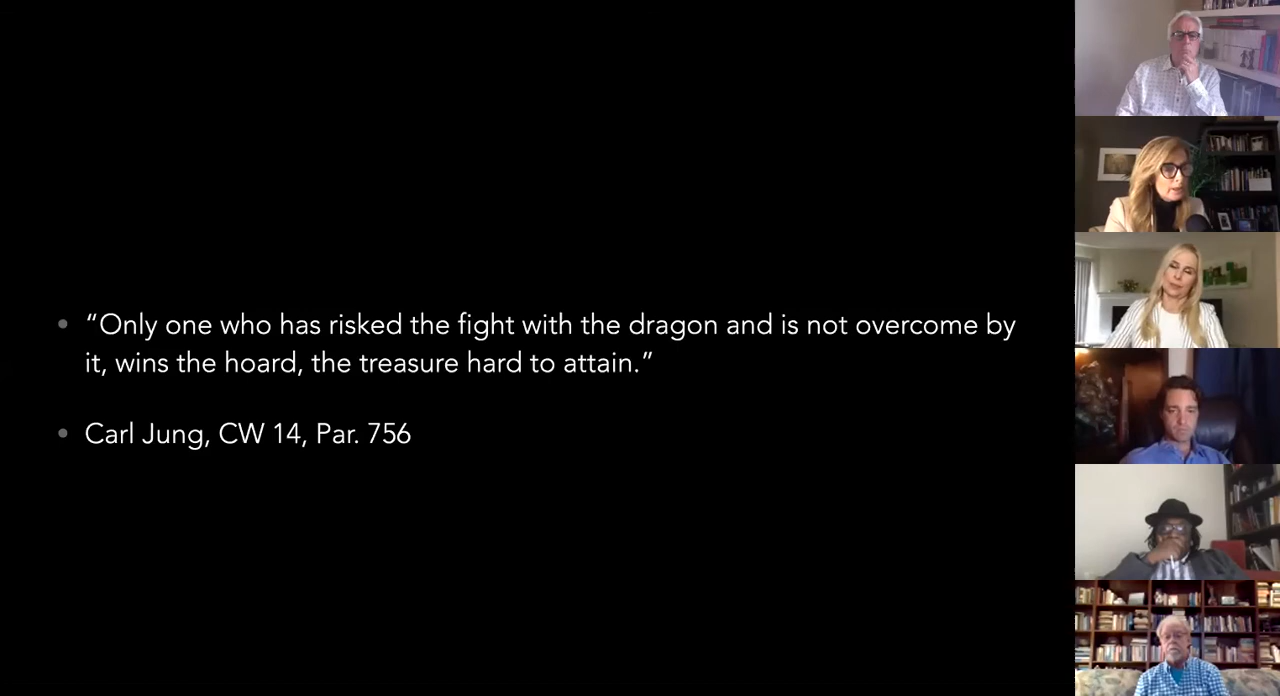 • “Only one who has risked the fight with the dragon and is not overcome by
it, wins the hoard, the treasure hard to attain.”
• Carl Jung, CW 14, Par. 756